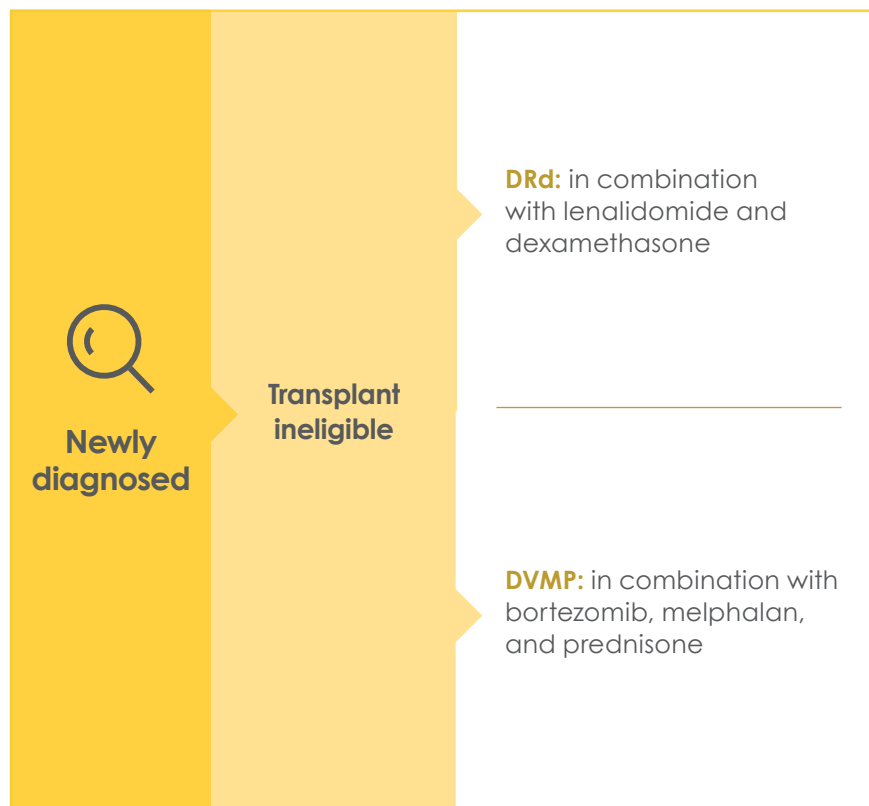 Newly
diagnosed
Transplant
ineligible
DRd: in combination
with lenalidomide and
dexamethasone
DVMP: in combination with
bortezomib, melphalan,
and prednisone